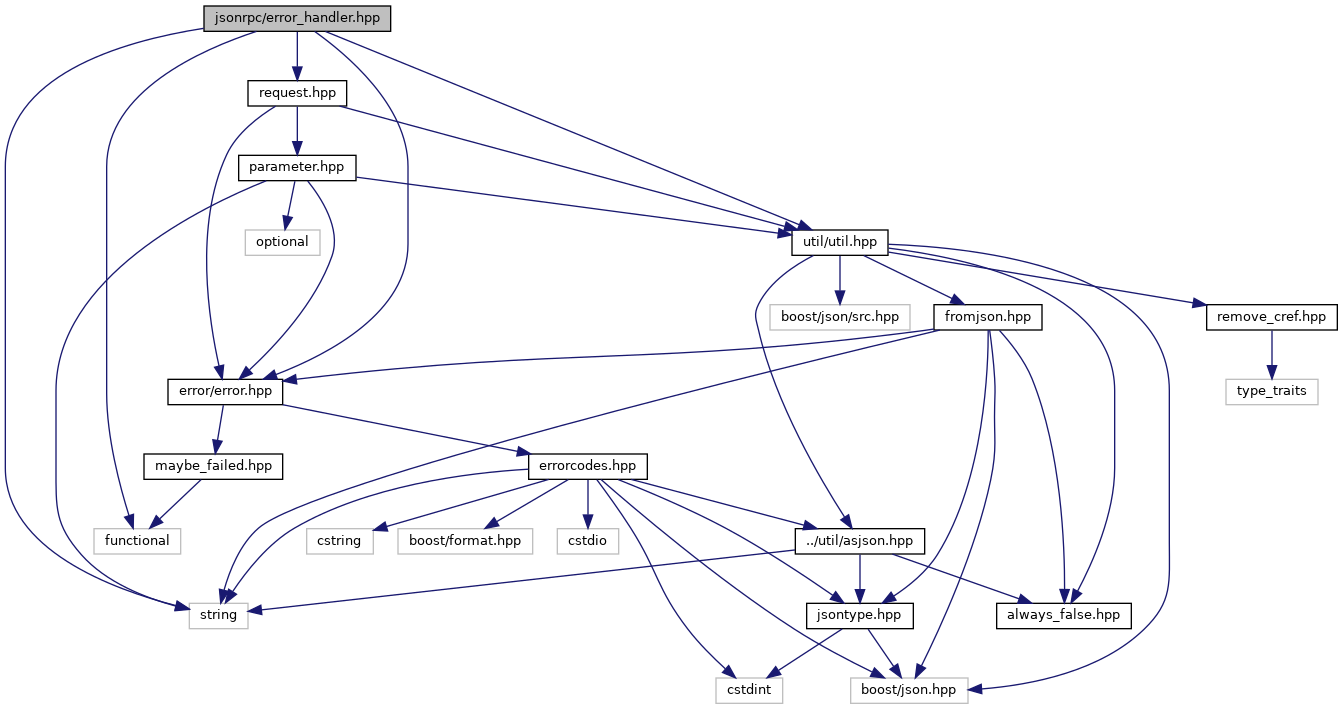 jsonrpc/error_handler.hpp
request.hpp
parameter.hpp
optional
util/util.hpp
boost/json/src.hpp
fromjson.hpp
remove_cref.hpp
error/error.hpp
type_traits
maybe_failed.hpp
errorcodes.hpp
functional
cstring
boost/format.hpp
cstdio
../util/asjson.hpp
string
jsontype.hpp
always_false.hpp
cstdint
boost/json.hpp